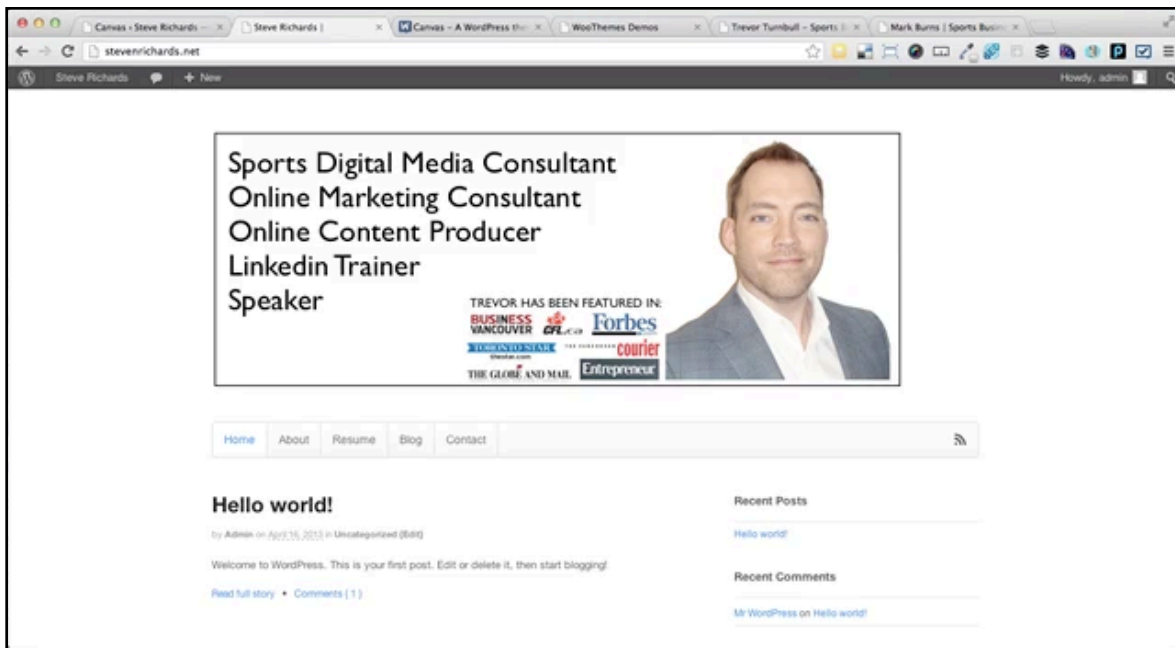 Canvas ‹ Steve Richards —
Steve Richards |
Canvas – A WordPress the
WooThemes Demos
Trevor Turnbull – Sports
Mark Burns | Sports Busin
stevenrichards.net
Steve Richards + New
Howdy, admin
Sports Digital Media Consultant
Online Marketing Consultant
Online Content Producer
Linkedin Trainer
Speaker
TREVOR HAS BEEN FEATURED IN:
BUSINESS
VANCOUVER
CFL.ca
Forbes
TORONTO STAR
thestar.com
courier
THE GLOBE AND MAIL
Entrepreneur
Home About Resume Blog Contact
Hello world!
by Admin on April 16, 2013 in Uncategorized (Edit)
Welcome to WordPress. This is your first post. Edit or delete it, then start blogging!
Read full story • Comments { 1 }
Recent Posts
Hello world!
Recent Comments
Mr WordPress on Hello world!